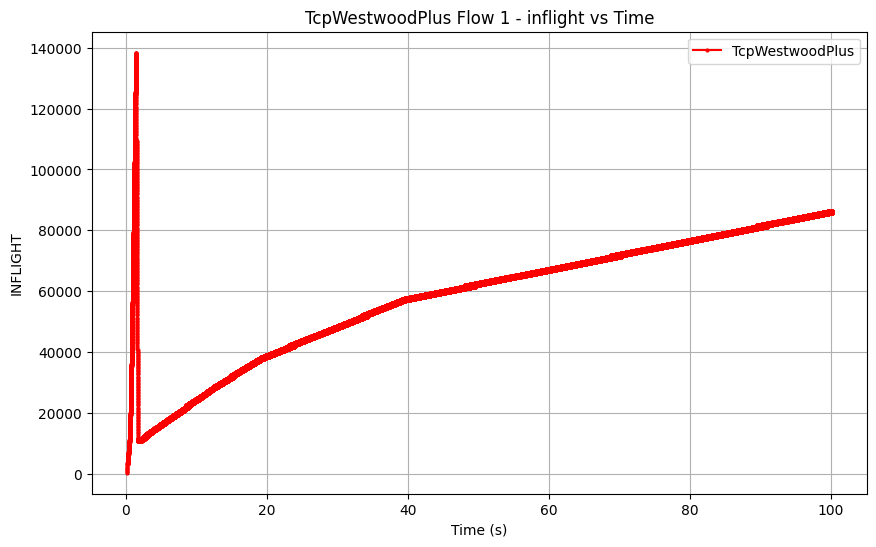 TcpWestwoodPlus Flow 1 - inflight vs Time
TcpWestwoodPlus
INFLIGHT
140000
120000
100000
80000
60000
40000
20000
0
0 20 40 60 80 100
Time (s)